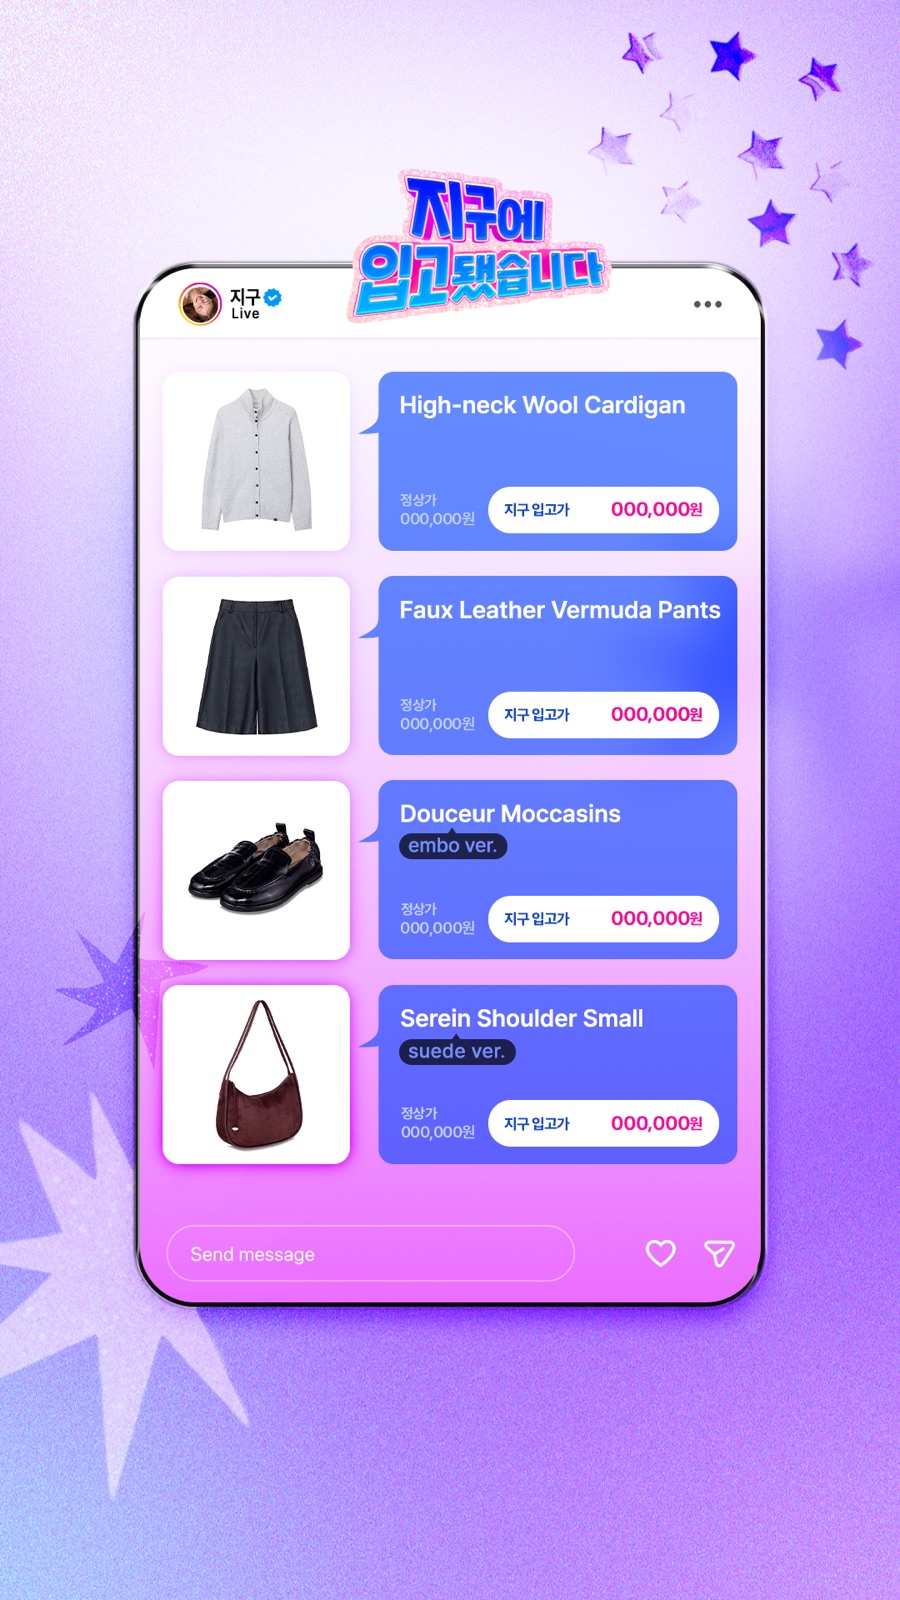 지구에
입고됐습니다
지구
Live
High-neck Wool Cardigan
정상가
000,000원
지구 입고가 000,000원
Faux Leather Vermuda Pants
정상가
000,000원
지구 입고가 000,000원
Douceur Moccasins
embo ver.
정상가
000,000원
지구 입고가 000,000원
Serein Shoulder Small
suede ver.
정상가
000,000원
지구 입고가 000,000원
Send message